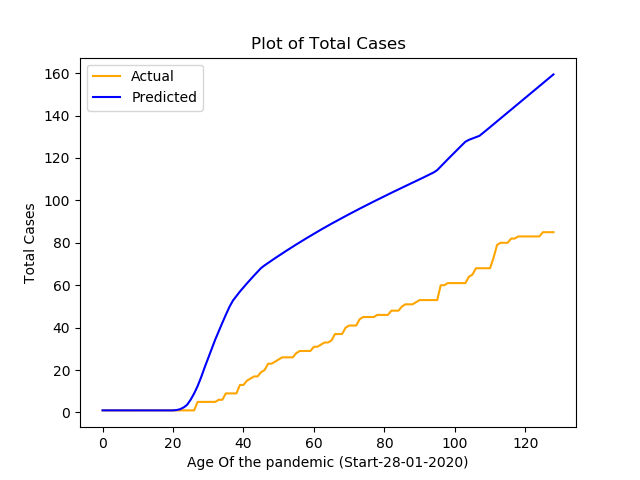 Plot of Total Cases
Actual
Predicted
160
140
120
100
80
60
40
20
0
Total Cases
0 20 40 60 80 100 120
Age Of the pandemic (Start-28-01-2020)